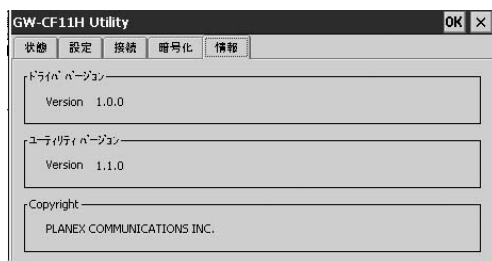 GW-CF11H Utility OK ×
状態 設定 接続 暗号化 情報
ﾄﾞﾗｲﾊﾞ ﾊﾞｰｼﾞｮﾝ
Version 1.0.0
ﾕｰﾃｨﾘﾃｨ ﾊﾞｰｼﾞｮﾝ
Version 1.1.0
Copyright
PLANEX COMMUNICATIONS INC.